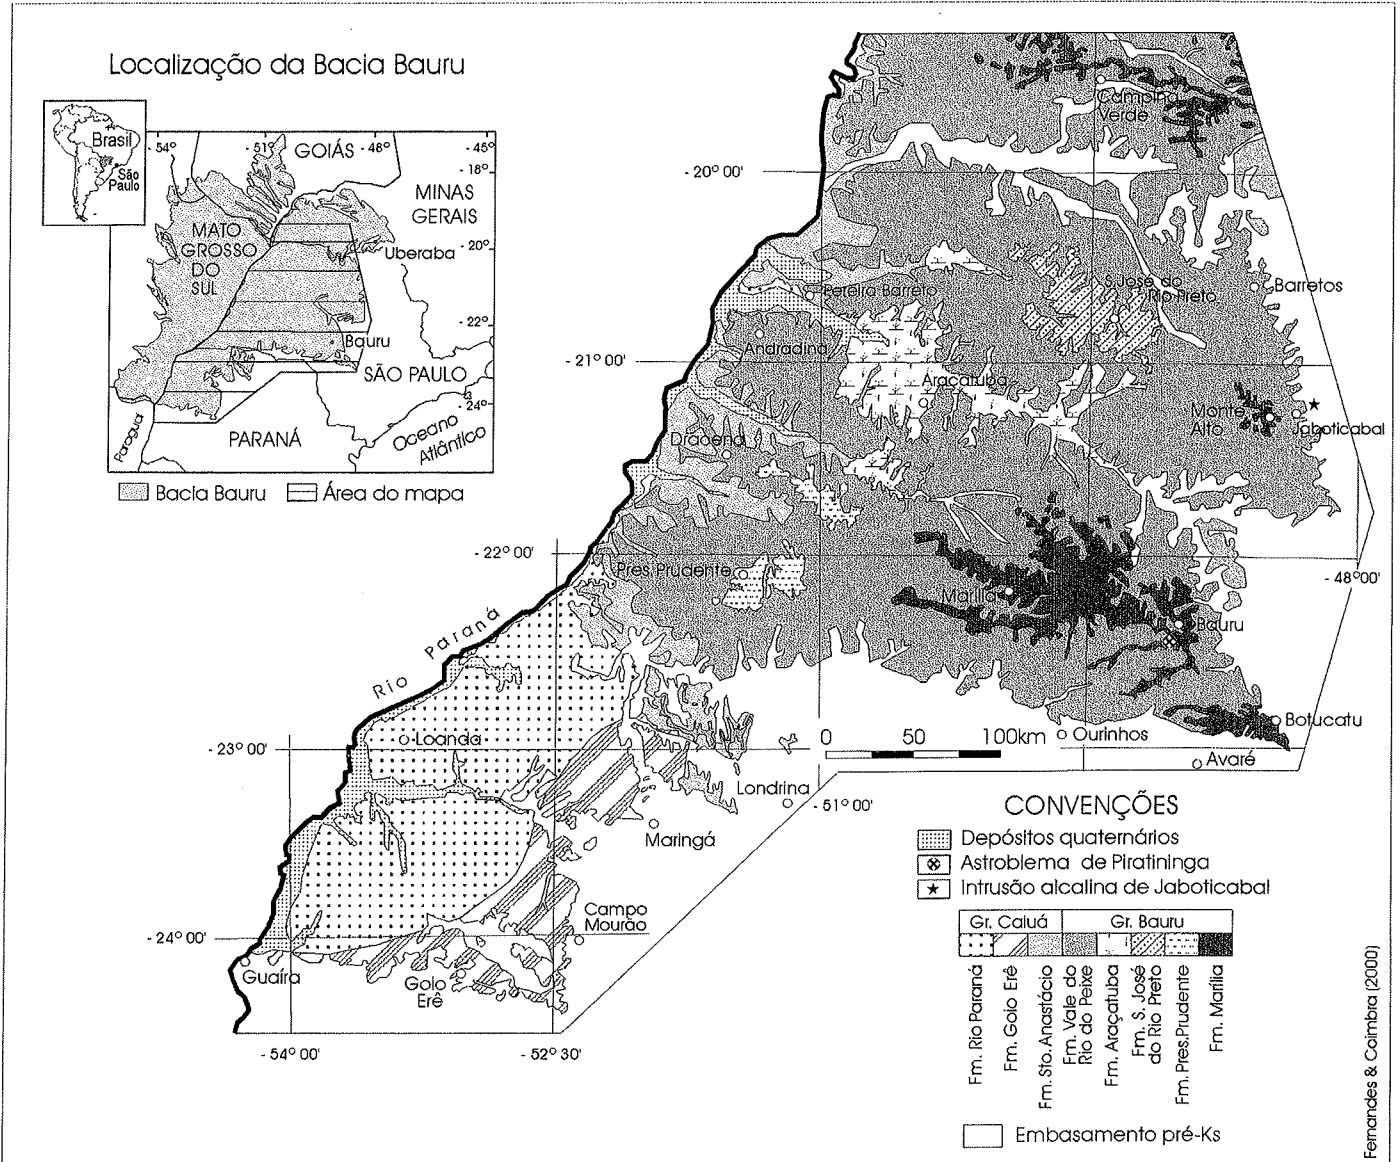 Localização da Bacia Bauru
Brasil
São
Paulo
- 54°
- 51°
- 48°
46°
GOIÁS
- 18°
MINAS
GERAIS
MATO
GROSSO
DO
SUL
- 20°
Uberaba
- 22°
Bauru
SÃO PAULO
- 24°
Paraguai
PARANÁ
Oceano
Atlântico
Bacia Bauru
Área do mapa
Campina
Verde
- 20° 00'
Pereira Barreto
S. José do
Rio Preto
Barretos
Andradina
- 21° 00'
Araçatuba
Monte
Alto
Jaboticabal
Dracena
- 22° 00'
Pres. Prudente
- 48° 00'
Marília
Bauru
Rio Paraná
Botucatu
- 23° 00'
Loanda
0 50 100km
Ourinhos
Avaré
Londrina
- 51° 00'
Maringá
Campo
Mourão
- 24° 00'
Guaíra
Goio
Erê
- 54° 00'
- 52° 30'
CONVENÇÕES
Depósitos quaternários
Astroblema de Piratininga
Intrusão alcalina de Jaboticabal
Gr. Caiuá
Gr. Bauru
Fm. Rio Paraná
Fm. Goio Erê
Fm. Sto. Anastácio
Fm. Vale do
Rio do Peixe
Fm. Araçatuba
Fm. S. José
do Rio Preto
Fm. Pres. Prudente
Fm. Marília
Embasamento pré-Ks
Fernandes & Coimbra (2000)